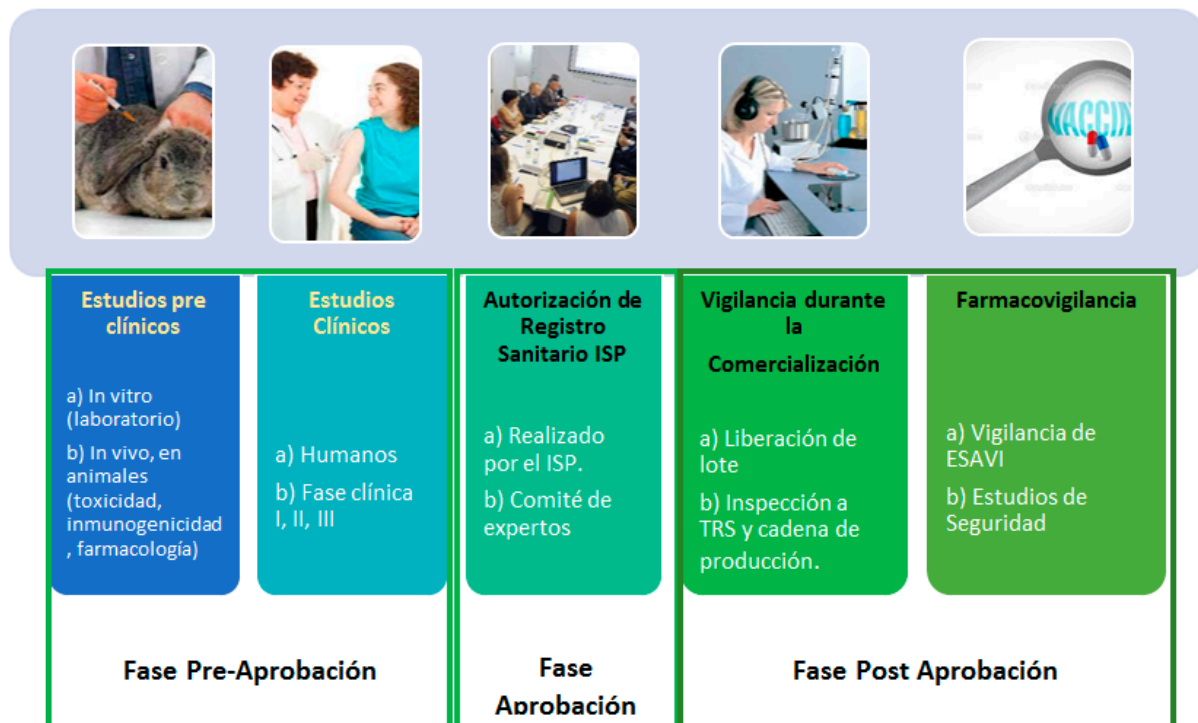 VACCIN
Estudios pre
clínicos
a) In vitro
(laboratorio)
b) In vivo, en
animales
(toxicidad,
inmunogenicidad
, farmacología)
Estudios
Clínicos
a) Humanos
b) Fase clínica
I, II, III
Autorización de
Registro
Sanitario ISP
a) Realizado
por el ISP.
b) Comité de
expertos
Vigilancia durante
la
Comercialización
a) Liberación de
lote
b) Inspección a
TRS y cadena de
producción.
Farmacovigilancia
a) Vigilancia de
ESAVI
b) Estudios de
Seguridad
Fase Pre-Aprobación
Fase
Aprobación
Fase Post Aprobación